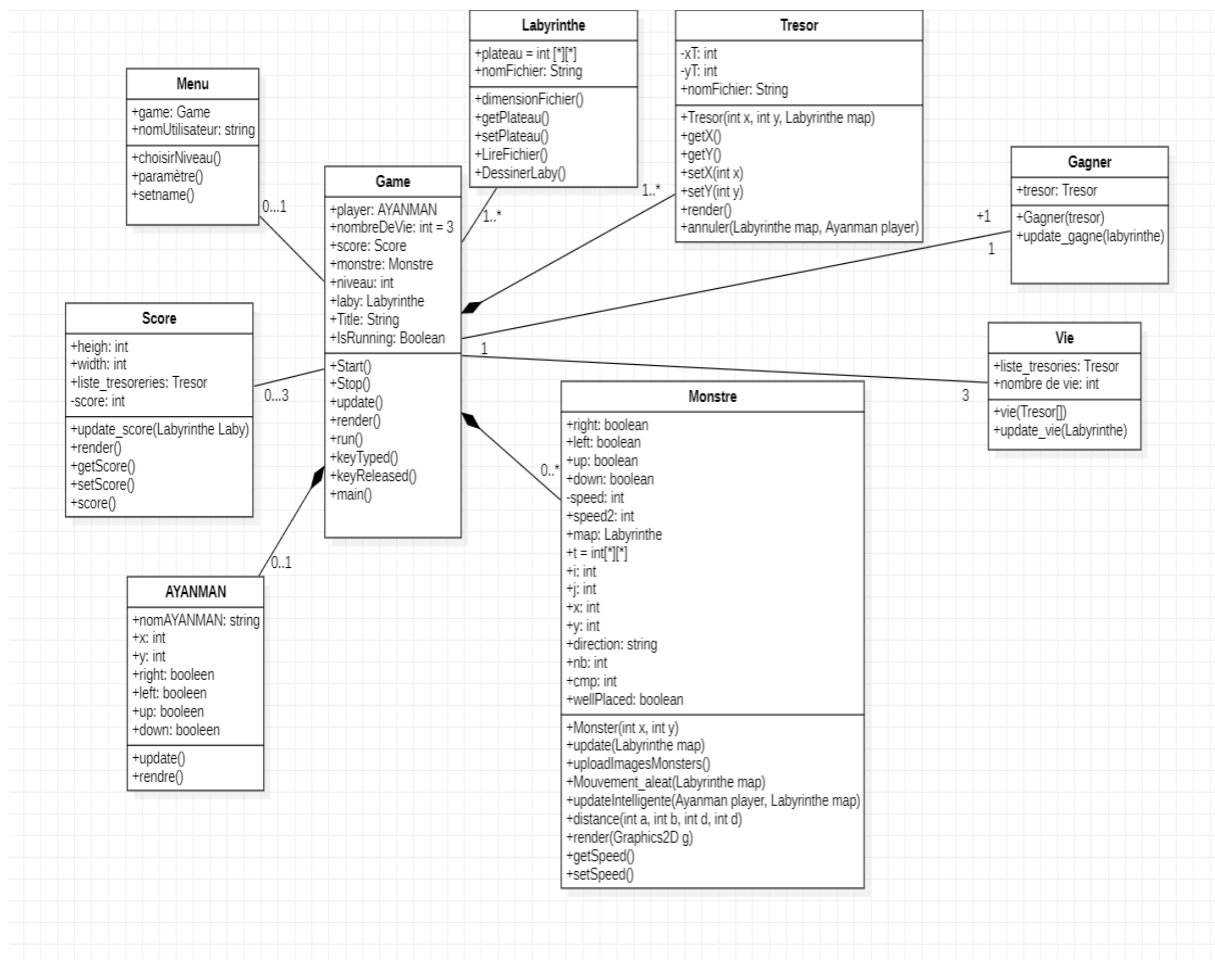 Labyrinthe
+plateau = int [*][*]
+nomFichier: String
+dimensionFichier()
+getPlateau()
+setPlateau()
+LireFichier()
+DessinerLaby()
1..*
Tresor
-xT: int
-yT: int
+nomFichier: String
+Tresor(int x, int y, Labyrinthe map)
+getX()
+getY()
+setX(int x)
+setY(int y)
+render()
+annuler(Labyrinthe map, Ayanman player)
1..*
Menu
+game: Game
+nomUtilisateur: string
+choisirNiveau()
+paramètre()
+setname()
0...1
Game
+player: AYANMAN
+nombreDeVie: int = 3
+score: Score
+monstre: Monstre
+niveau: int
+laby: Labyrinthe
+Title: String
+IsRunning: Boolean
+Start()
+Stop()
+update()
+render()
+run()
+keyTyped()
+keyReleased()
+main()
Gagner
+tresor: Tresor
+Gagner(tresor)
+update_gagne(labyrinthe)
+1
1
Score
+heigh: int
+width: int
+liste_tresoreries: Tresor
-score: int
+update_score(Labyrinthe Laby)
+render()
+getScore()
+setScore()
+score()
0...3
Vie
+liste_tresories: Tresor
+nombre de vie: int
+vie(Tresor[])
+update_vie(Labyrinthe)
1
3
Monstre
+right: boolean
+left: boolean
+up: boolean
+down: boolean
-speed: int
+speed2: int
+map: Labyrinthe
+t = int[*][*]
+i: int
+j: int
+x: int
+y: int
+direction: string
+nb: int
+cmp: int
+wellPlaced: boolean
+Monster(int x, int y)
+update(Labyrinthe map)
+uploadImagesMonsters()
+Mouvement_aleat(Labyrinthe map)
+updateIntelligente(Ayanman player, Labyrinthe map)
+distance(int a, int b, int d, int d)
+render(Graphics2D g)
+getSpeed()
+setSpeed()
0..*
0..1
AYANMAN
+nomAYANMAN: string
+x: int
+y: int
+right: booleen
+left: booleen
+up: booleen
+down: booleen
+update()
+rendre()